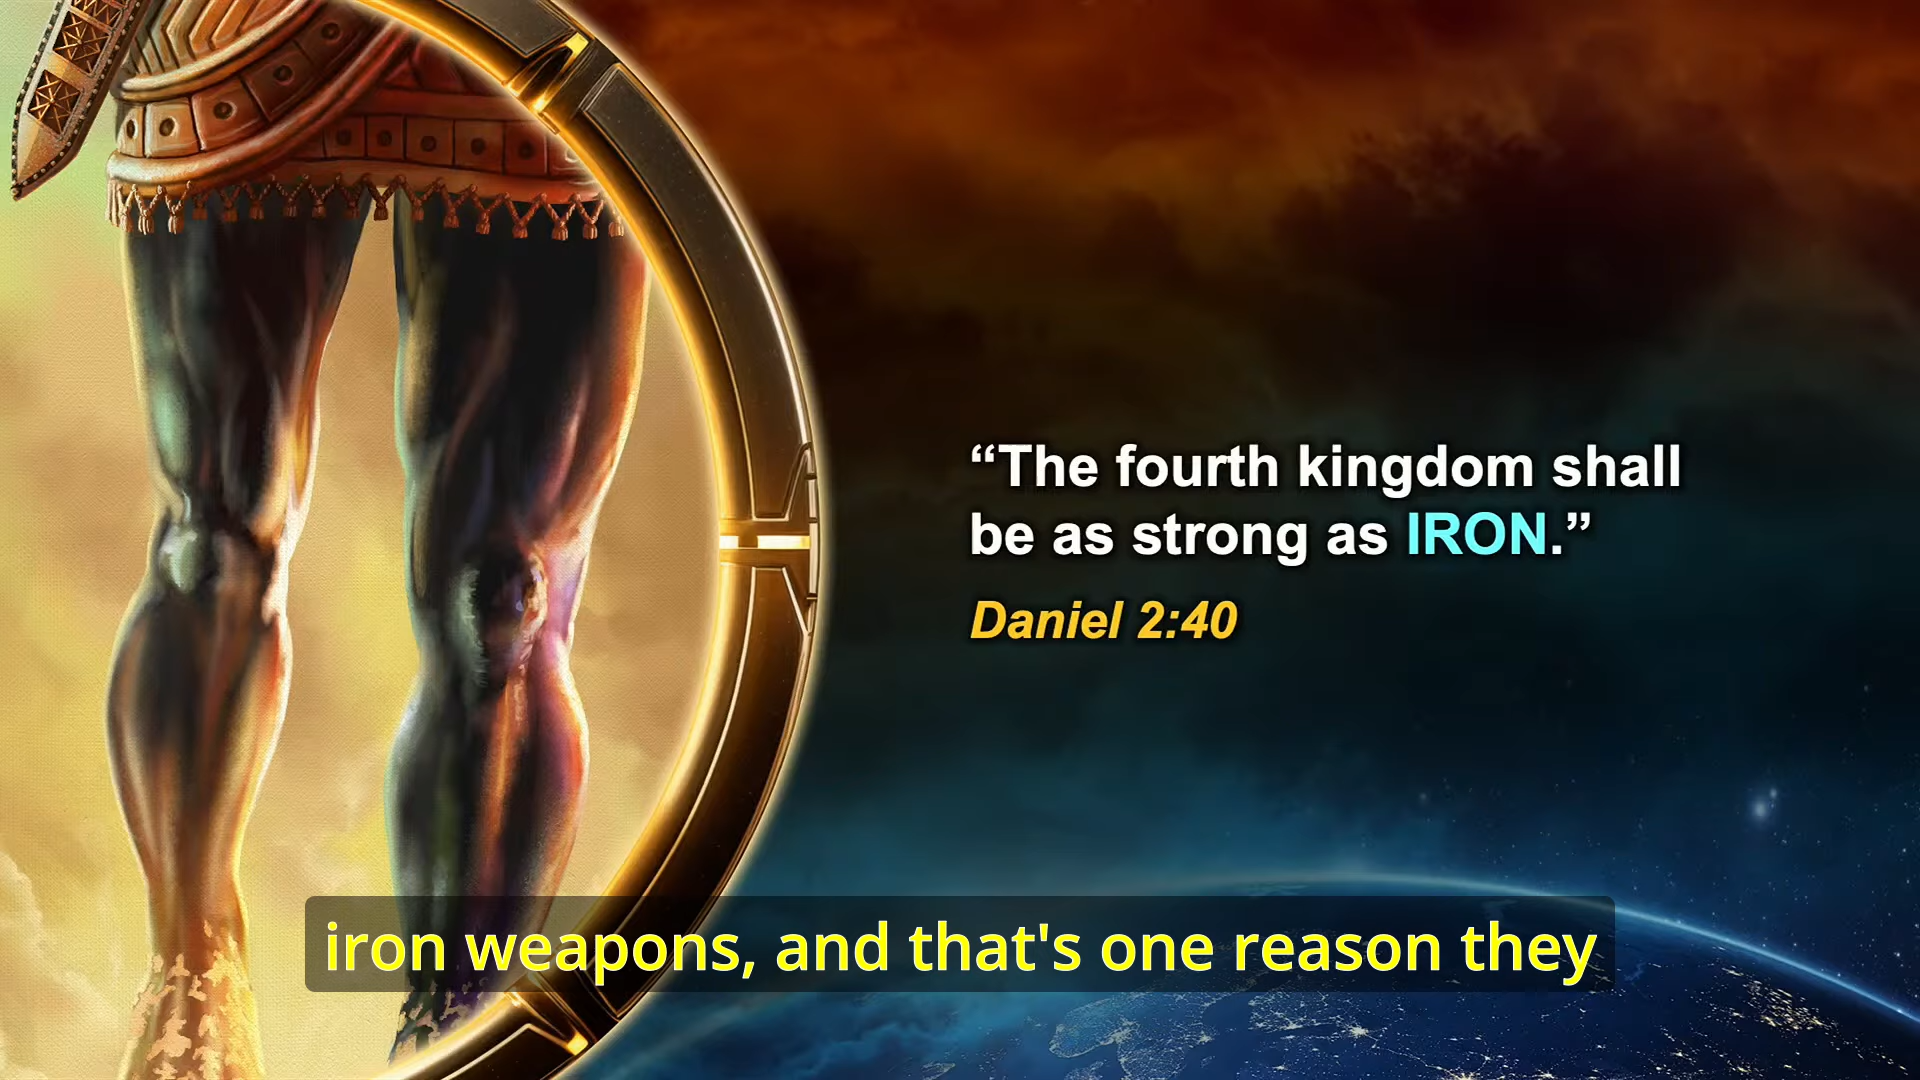 “The fourth kingdom shall
be as strong as IRON.”
Daniel 2:40
iron weapons, and that's one reason they